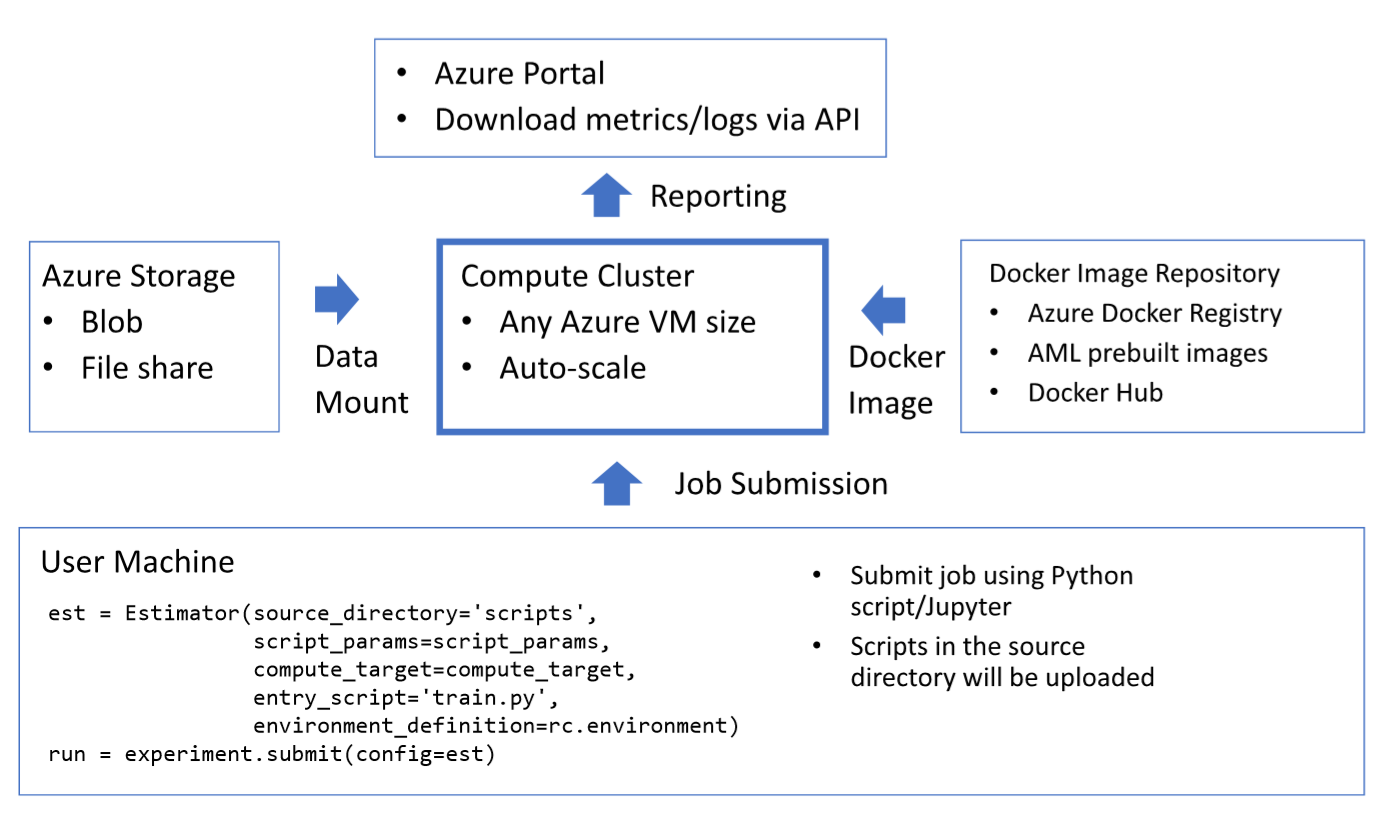 • Azure Portal
• Download metrics/logs via API
Reporting
Azure Storage
• Blob
• File share
Data
Mount
Compute Cluster
• Any Azure VM size
• Auto-scale
Docker
Image
Docker Image Repository
• Azure Docker Registry
• AML prebuilt images
• Docker Hub
Job Submission
User Machine
est = Estimator(source_directory='scripts',
script_params=script_params,
compute_target=compute_target,
entry_script='train.py',
environment_definition=rc.environment)
run = experiment.submit(config=est)
• Submit job using Python
script/Jupyter
• Scripts in the source
directory will be uploaded